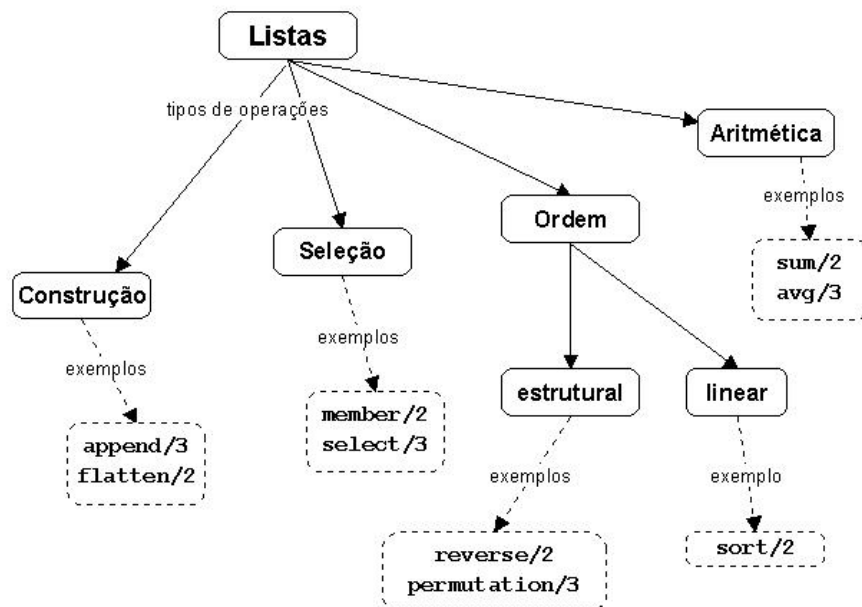 Listas
tipos de operações
Aritmética
exemplos
Ordem
Seleção
sum/2
avg/3
Construção
exemplos
exemplos
estrutural
linear
member/2
select/3
append/3
flatten/2
exemplos
exemplo
reverse/2
permutation/3
sort/2